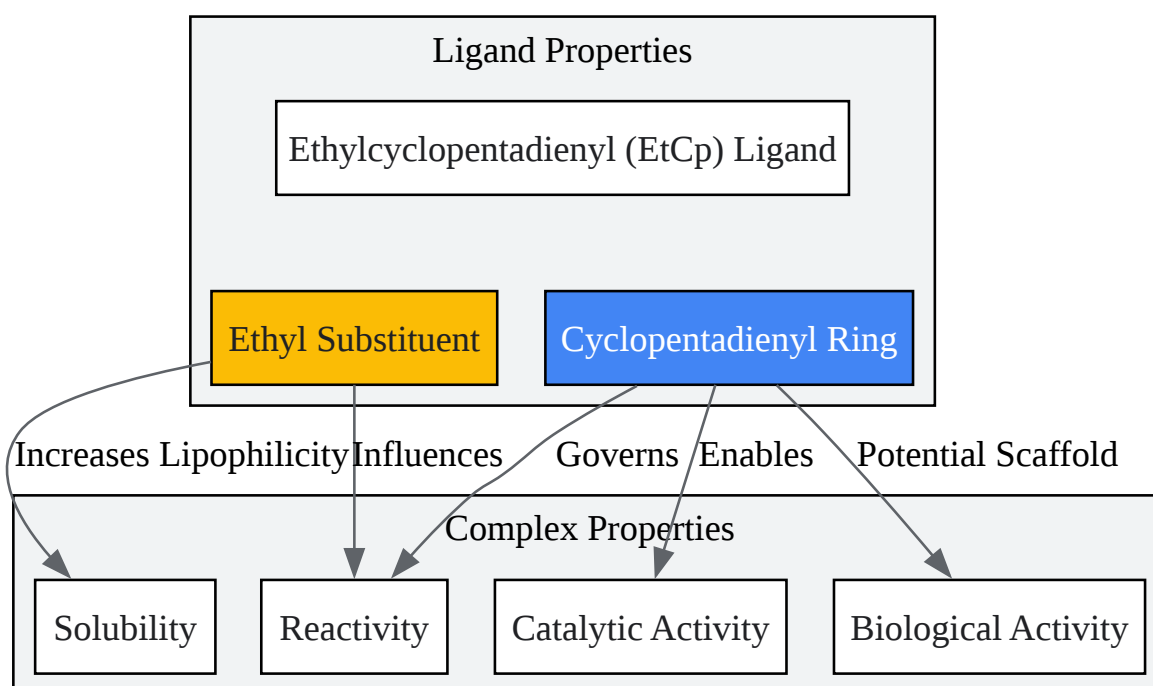 Ligand Properties
Ethylcyclopentadienyl (EtCp) Ligand
Ethyl Substituent
Cyclopentadienyl Ring
Increases Lipophilicity
Influences
Governs
Enables
Potential Scaffold
Complex Properties
Solubility
Reactivity
Catalytic Activity
Biological Activity